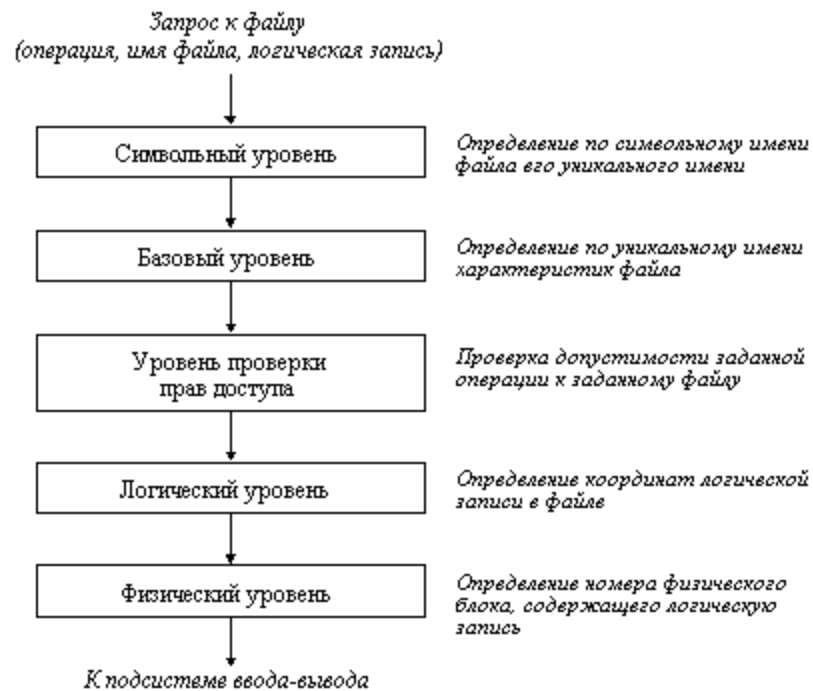 Запрос к файлу
(операция, имя файла, логическая запись)
Символьный уровень
Определение по символьному имени
файла его уникального имени
Базовый уровень
Определение по уникальному имени
характеристик файла
Уровень проверки
прав доступа
Проверка допустимости заданной
операции к заданному файлу
Логический уровень
Определение координат логической
записи в файле
Физический уровень
Определение номера физического
блока, содержащего логическую
запись
К подсистеме ввода-вывода